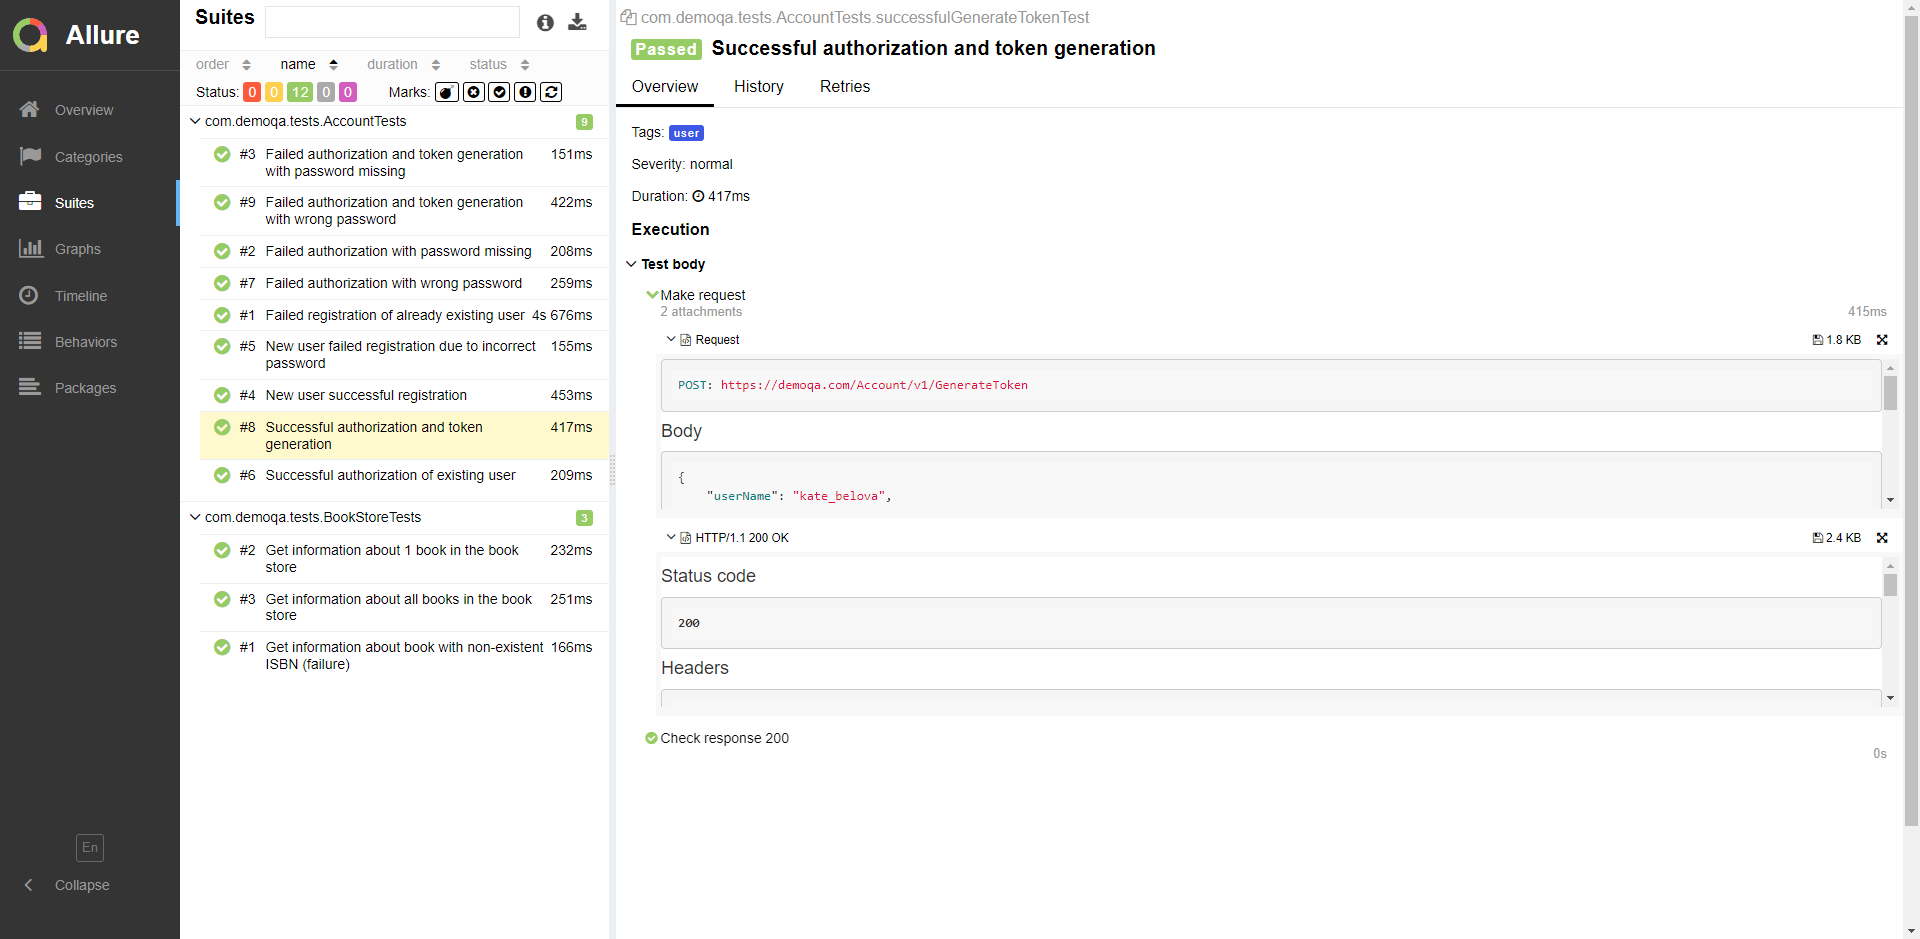 Allure
Overview
Categories
Suites
Graphs
Timeline
Behaviors
Packages
En
Collapse
Suites
order name duration status
Status: 0 0 12 0 0 Marks:
com.demoqa.tests.AccountTests 9
#3 Failed authorization and token generation 151ms
with password missing
#9 Failed authorization and token generation 422ms
with wrong password
#2 Failed authorization with password missing 208ms
#7 Failed authorization with wrong password 259ms
#1 Failed registration of already existing user 4s 676ms
#5 New user failed registration due to incorrect 155ms
password
#4 New user successful registration 453ms
#8 Successful authorization and token 417ms
generation
#6 Successful authorization of existing user 209ms
com.demoqa.tests.BookStoreTests 3
#2 Get information about 1 book in the book 232ms
store
#3 Get information about all books in the book 251ms
store
#1 Get information about book with non-existent 166ms
ISBN (failure)
com.demoqa.tests.AccountTests.successfulGenerateTokenTest
Passed Successful authorization and token generation
Overview History Retries
Tags: user
Severity: normal
Duration: 417ms
Execution
Test body
Make request
2 attachments 415ms
Request 1.8 KB
POST: https://demoqa.com/Account/v1/GenerateToken
Body
{
"userName": "kate_belova",
HTTP/1.1 200 OK 2.4 KB
Status code
200
Headers
Check response 200
0s